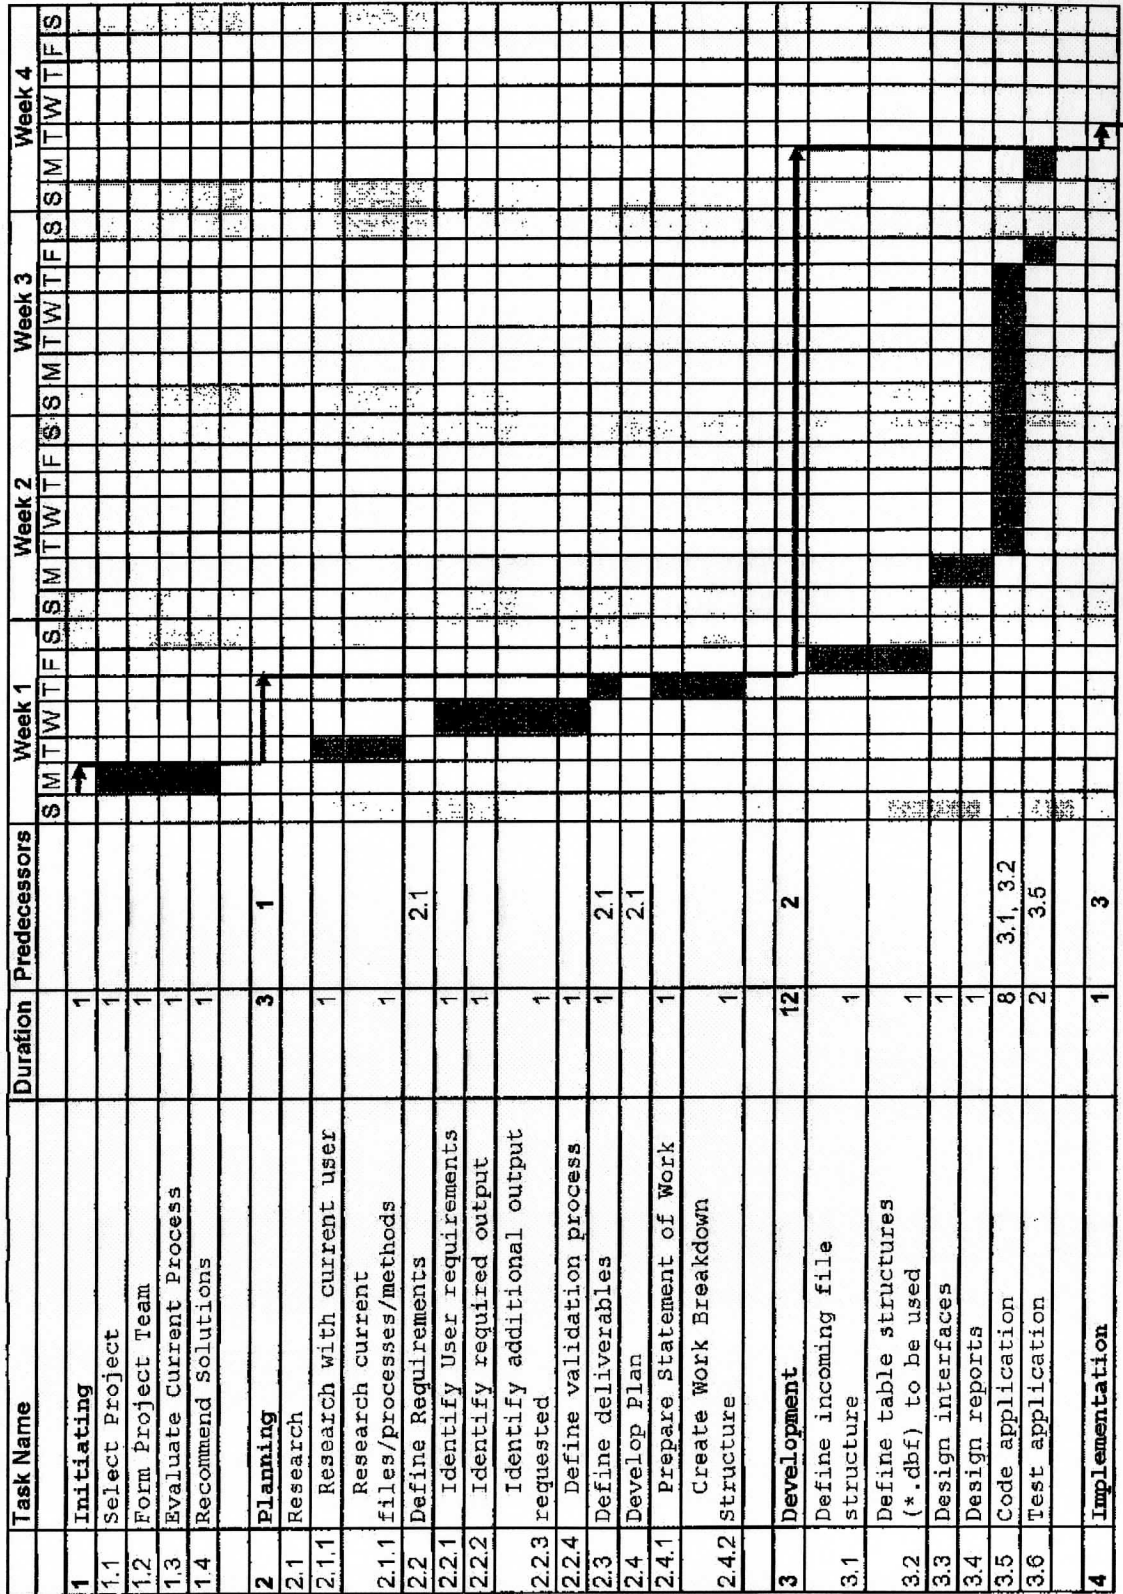 Task Name Duration Predecessors Week 1 Week 2 Week 3 Week 4
S M T W T F S S M T W T F S S M T W T F S S M T W T F S
1 Initiating 1
1.1 Select Project 1
1.2 Form Project Team 1
1.3 Evaluate Current Process 1
1.4 Recommend Solutions 1
2 Planning 3 1
2.1 Research
2.1.1 Research with current user 1
Research current
2.1.1 files/processes/methods 1
2.2 Define Requirements 2.1
2.2.1 Identify User requirements 1
2.2.2 Identify required output 1
Identify additional output
2.2.3 requested 1
2.2.4 Define validation process 1
2.3 Define deliverables 1 2.1
2.4 Develop Plan 2.1
2.4.1 Prepare Statement of Work 1
Create Work Breakdown
2.4.2 structure 1
3 Development 12 2
Define incoming file
3.1 structure 1
Define table structures
3.2 (*.dbf) to be used 1
3.3 Design interfaces 1
3.4 Design reports 1
3.5 Code application 8 3.1, 3.2
3.6 Test application 2 3.5
4 Implementation 1 3